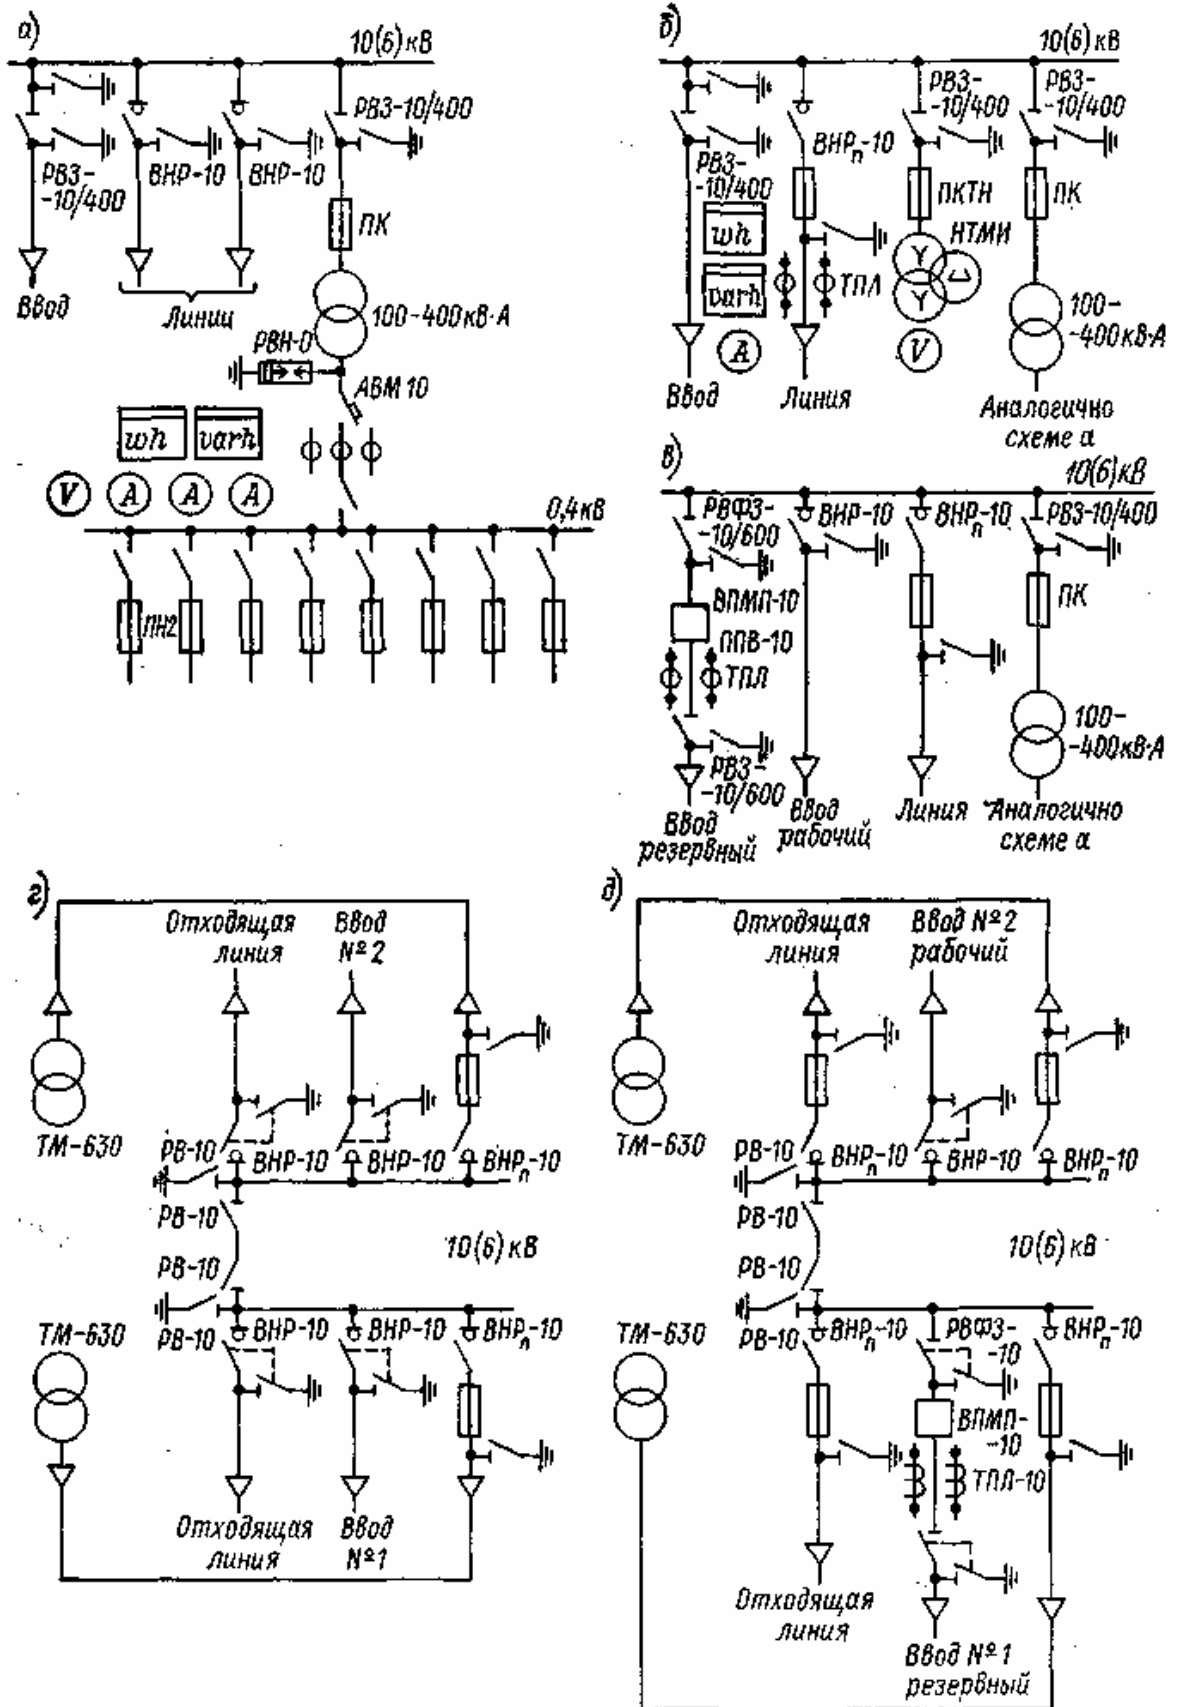 а)
10(6) кВ
РВЗ-10/400
РВЗ-
-10/400
ВНР-10
ВНР-10
ПК
Ввод
Линии
100-400кВ·А
РВН-0
АВМ 10
wh
varh
V
A
A
A
0,4кВ
ПН2
б)
10(6) кВ
РВЗ-
-10/400
РВЗ-
-10/400
ВНРп-10
РВЗ-
-10/400
ПКТН
ПК
wh
НТМИ
varh
ТПЛ
100-
-400кВ·А
A
V
Ввод
Линия
Аналогично
схеме а
в)
10(6)кВ
РВФЗ-
-10/600
ВНР-10
ВНРп-10
РВЗ-10/400
ВПМП-10
ПК
ППВ-10
ТПЛ
100-
-400кВ·А
РВЗ-
-10/600
Ввод
резервный
Ввод
рабочий
Линия
Аналогично
схеме а
г)
Отходящая
линия
Ввод
№2
ТМ-630
РВ-10
ВНР-10
ВНР-10
ВНРп-10
РВ-10
10(6) кВ
РВ-10
ТМ-630
РВ-10
ВНР-10
ВНР-10
ВНРп-10
Отходящая
линия
Ввод
№1
д)
Отходящая
линия
Ввод №2
рабочий
ТМ-630
РВ-10
ВНРп-10
ВНР-10
ВНРп-10
РВ-10
10(6) кВ
РВ-10
ТМ-630
РВ-10
ВНРп-10
РВФЗ-
-10
ВНРп-10
ВПМП-
-10
ТПЛ-10
Отходящая
линия
Ввод №1
резервный